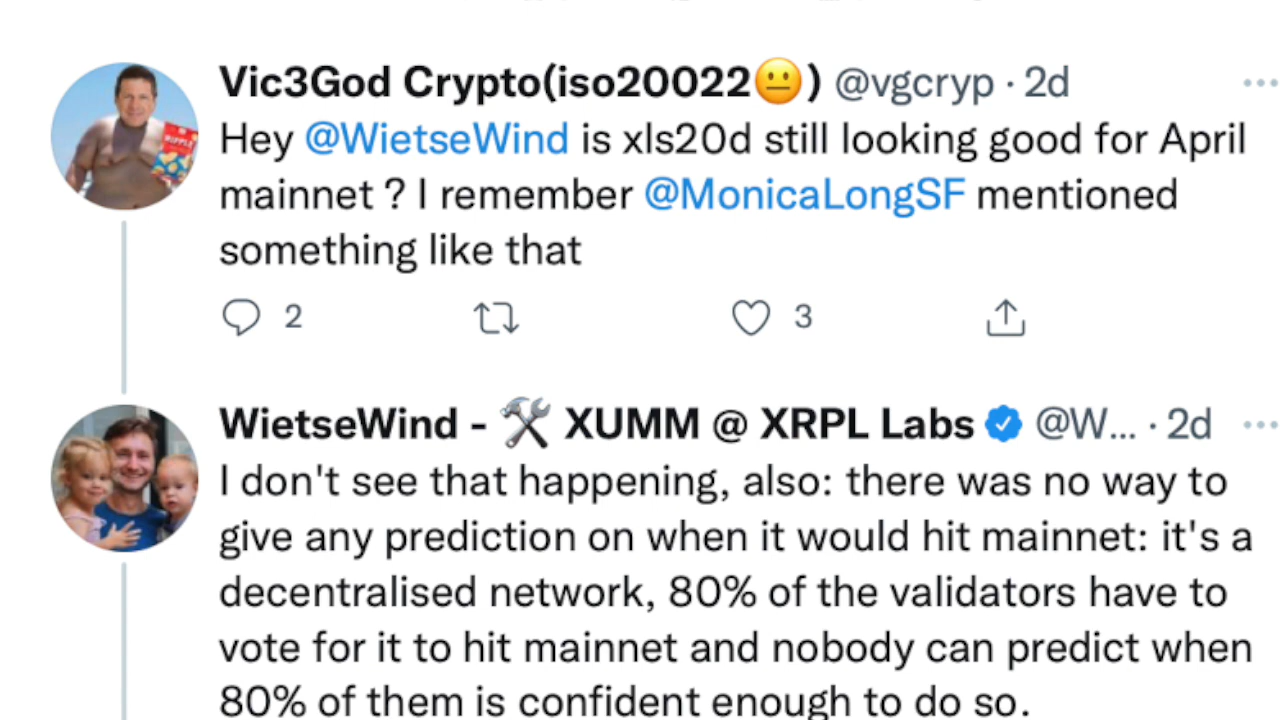 Vic3God Crypto(iso20022😐) @vgcryp · 2d
Hey @WietseWind is xls20d still looking good for April
mainnet ? I remember @MonicaLongSF mentioned
something like that
2 3
WietseWind - 🛠 XUMM @ XRPL Labs @W... · 2d
I don't see that happening, also: there was no way to
give any prediction on when it would hit mainnet: it's a
decentralised network, 80% of the validators have to
vote for it to hit mainnet and nobody can predict when
80% of them is confident enough to do so.